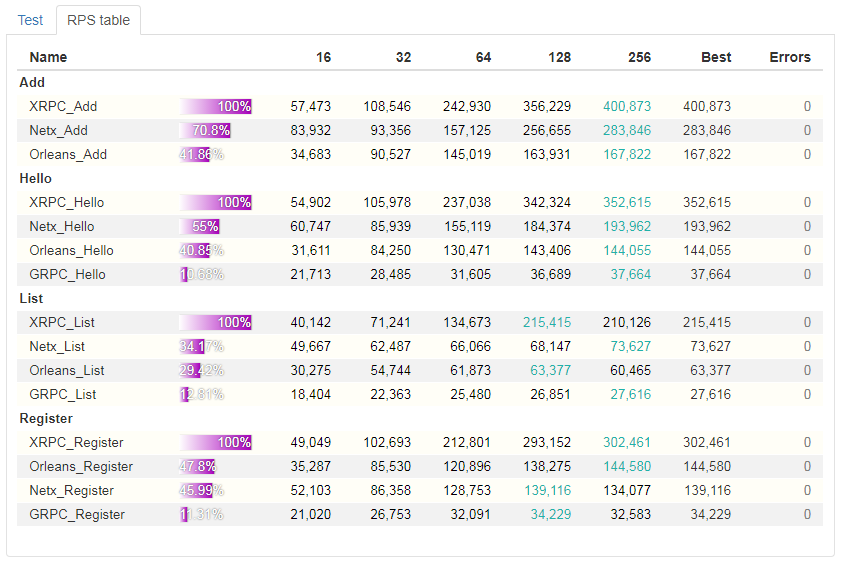 Test RPS table
Name 16 32 64 128 256 Best Errors
Add
XRPC_Add 100% 57,473 108,546 242,930 356,229 400,873 400,873 0
Netx_Add 70.8% 83,932 93,356 157,125 256,655 283,846 283,846 0
Orleans_Add 41.86% 34,683 90,527 145,019 163,931 167,822 167,822 0
Hello
XRPC_Hello 100% 54,902 105,978 237,038 342,324 352,615 352,615 0
Netx_Hello 55% 60,747 85,939 155,119 184,374 193,962 193,962 0
Orleans_Hello 40.85% 31,611 84,250 130,471 143,406 144,055 144,055 0
GRPC_Hello 10.68% 21,713 28,485 31,605 36,689 37,664 37,664 0
List
XRPC_List 100% 40,142 71,241 134,673 215,415 210,126 215,415 0
Netx_List 34.17% 49,667 62,487 66,066 68,147 73,627 73,627 0
Orleans_List 29.42% 30,275 54,744 61,873 63,377 60,465 63,377 0
GRPC_List 12.81% 18,404 22,363 25,480 26,851 27,616 27,616 0
Register
XRPC_Register 100% 49,049 102,693 212,801 293,152 302,461 302,461 0
Orleans_Register 47.8% 35,287 85,530 120,896 138,275 144,580 144,580 0
Netx_Register 45.99% 52,103 86,358 128,753 139,116 134,077 139,116 0
GRPC_Register 11.31% 21,020 26,753 32,091 34,229 32,583 34,229 0